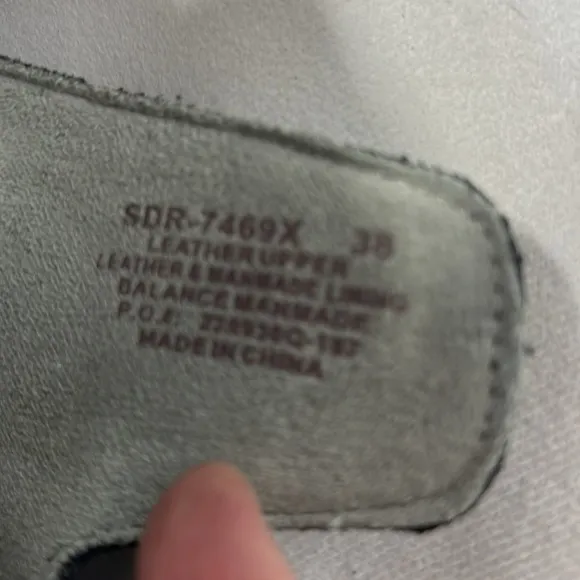 SDR-7469X 38
LEATHER UPPER
LEATHER & MANMADE LINING
BALANCE MANMADE
P.O.#:
MADE IN CHINA